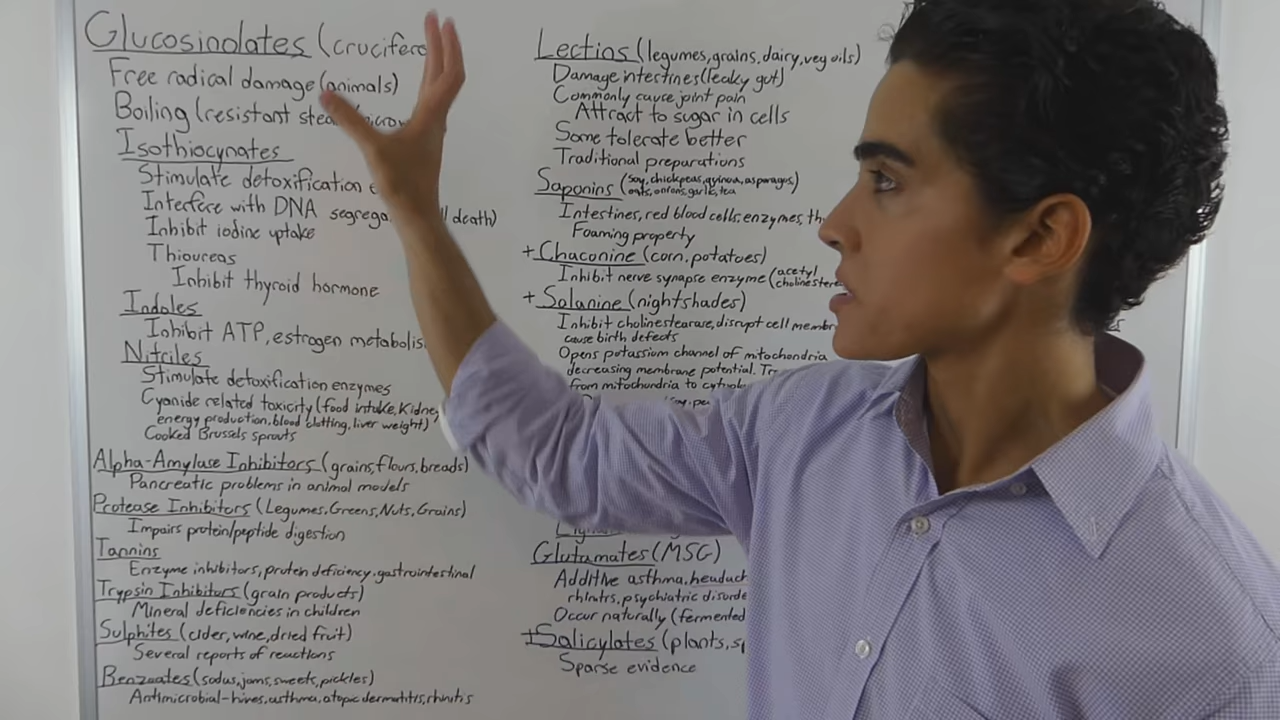 Glucosinolates (crucifero
Free radical damage (animals)
Boiling (resistant
Isothiocynates
Stimulate detoxification
Interfere with DNA segrega death)
Inhibit iodine uptake
Thioureas
Inhibit thyroid hormone
Indoles
Inhibit ATP, estrogen metabolis
Nitriles
Stimulate detoxification enzymes
Cyanide related toxicity (food intake, Kidney
energy production, blood clotting, liver weight)
Cooked Brussels sprouts
Alpha-Amylase Inhibitors (grains, flours, breads)
Pancreatic problems in animal models
Protease Inhibitors (Legumes, Greens, Nuts, Grains)
Impairs protein/peptide digestion
Tannins
Enzyme inhibitors, protein deficiency, gastrointestinal
Trypsin Inhibitors (grain products)
Mineral deficiencies in children
Sulphites (cider, wine, dried fruit)
Several reports of reactions
Benzoates (sodas, jams, sweets, pickles)
Antimicrobial-hives, asthma, atopic dermatitis, rhinitis
Lectins (legumes, grains, dairy, veg oils)
Damage intestines (leaky gut)
Commonly cause joint pain
Attract to sugar in cells
Some tolerate better
Traditional preparations
Saponins (soy, chickpeas, quinoa, asparagus,
oats, onions, garlic, tea)
Intestines, red blood cells, enzymes, th
Foaming property
+ Chaconine (corn, potatoes)
Inhibit nerve synapse enzyme (acetyl
cholinester
+ Solanine (nightshades)
Inhibit cholinestearase, disrupt cell membr
cause birth defects
Opens potassium channel of mitochondria
decreasing membrane potential. Tr
from mitochondria to cytopl
Glutamates (MSG)
Additive asthma, headach
rhinitis, psychiatric disorde
Occur naturally (fermented
+Salicylates (plants, sp
Sparse evidence